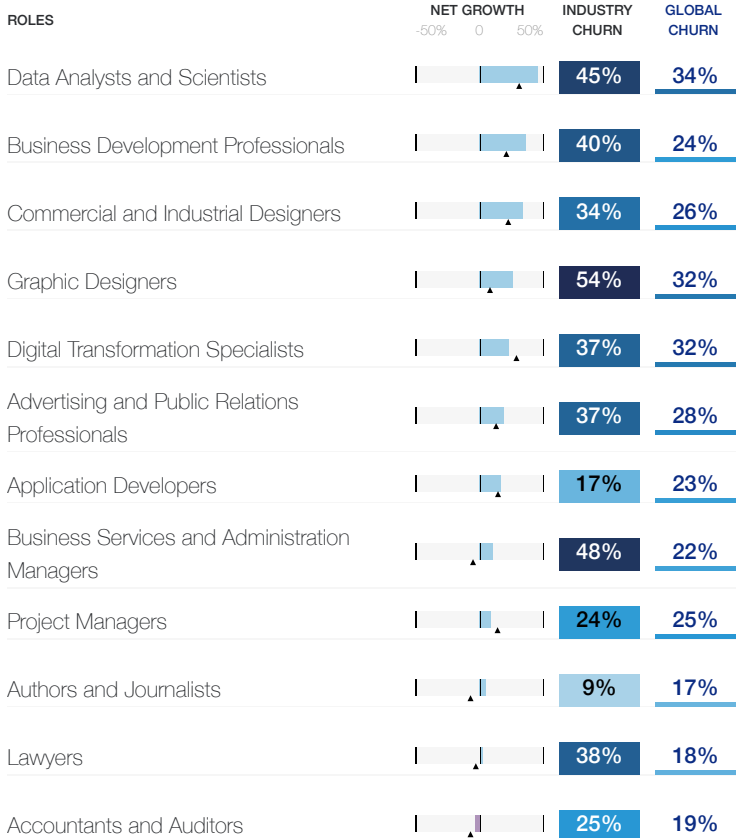 ROLES
NET GROWTH
-50% 0 50%
INDUSTRY
CHURN
GLOBAL
CHURN
Data Analysts and Scientists 45% 34%
Business Development Professionals 40% 24%
Commercial and Industrial Designers 34% 26%
Graphic Designers 54% 32%
Digital Transformation Specialists 37% 32%
Advertising and Public Relations
Professionals 37% 28%
Application Developers 17% 23%
Business Services and Administration
Managers 48% 22%
Project Managers 24% 25%
Authors and Journalists 9% 17%
Lawyers 38% 18%
Accountants and Auditors 25% 19%